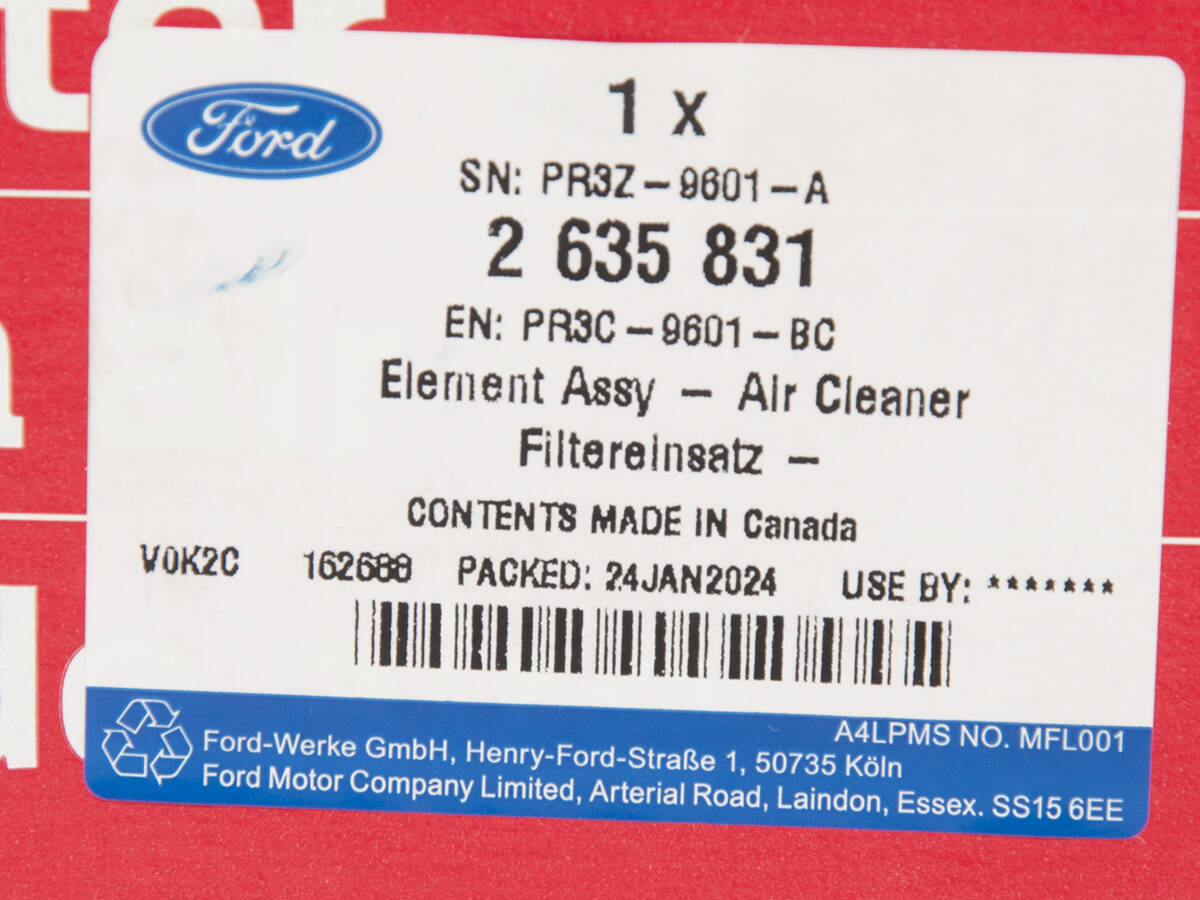 Ford
1 x
SN: PR3Z-9601-A
2 635 831
EN: PR3C-9601-BC
Element Assy - Air Cleaner
Filtereinsatz -
CONTENTS MADE IN Canada
V0K2C 162688 PACKED: 24JAN2024 USE BY: *******
A4LPMS NO. MFL001
Ford-Werke GmbH, Henry-Ford-Straße 1, 50735 Köln
Ford Motor Company Limited, Arterial Road, Laindon, Essex. SS15 6EE